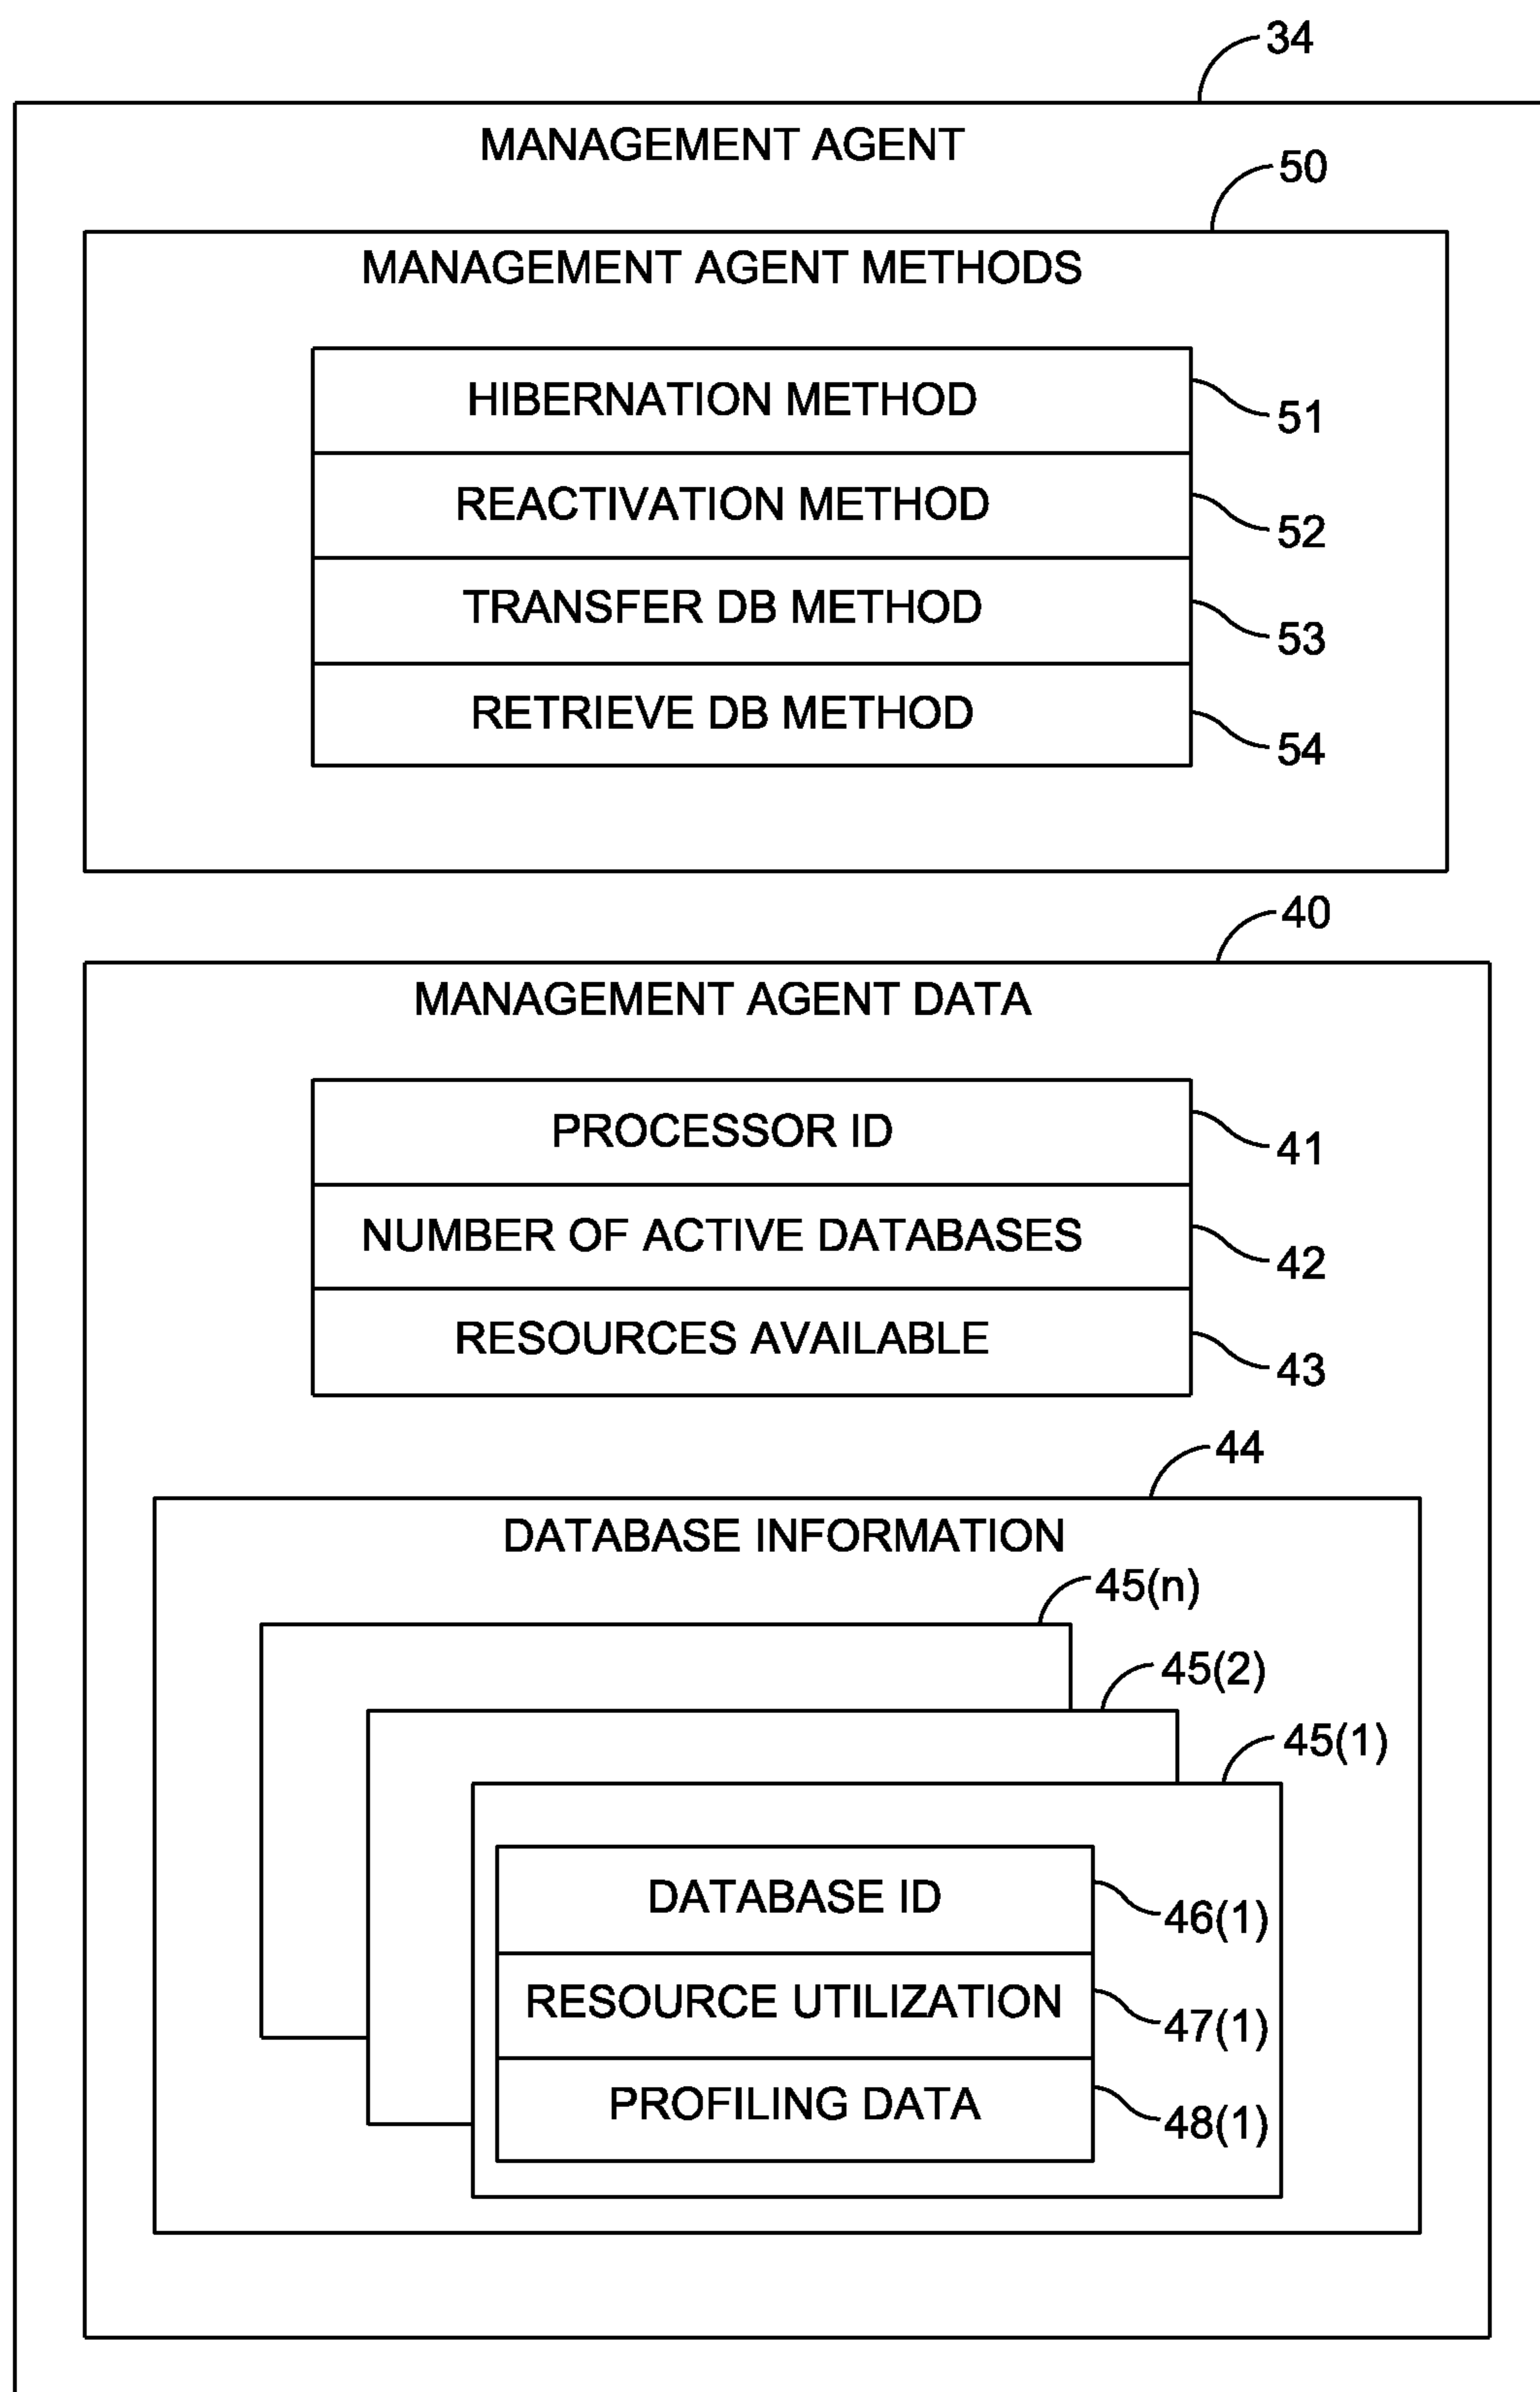 34
MANAGEMENT AGENT
50
MANAGEMENT AGENT METHODS
HIBERNATION METHOD
51
REACTIVATION METHOD
52
TRANSFER DB METHOD
53
RETRIEVE DB METHOD
54
40
MANAGEMENT AGENT DATA
PROCESSOR ID
41
NUMBER OF ACTIVE DATABASES
42
RESOURCES AVAILABLE
43
44
DATABASE INFORMATION
45(n)
45(2)
45(1)
DATABASE ID
46(1)
RESOURCE UTILIZATION
47(1)
PROFILING DATA
48(1)